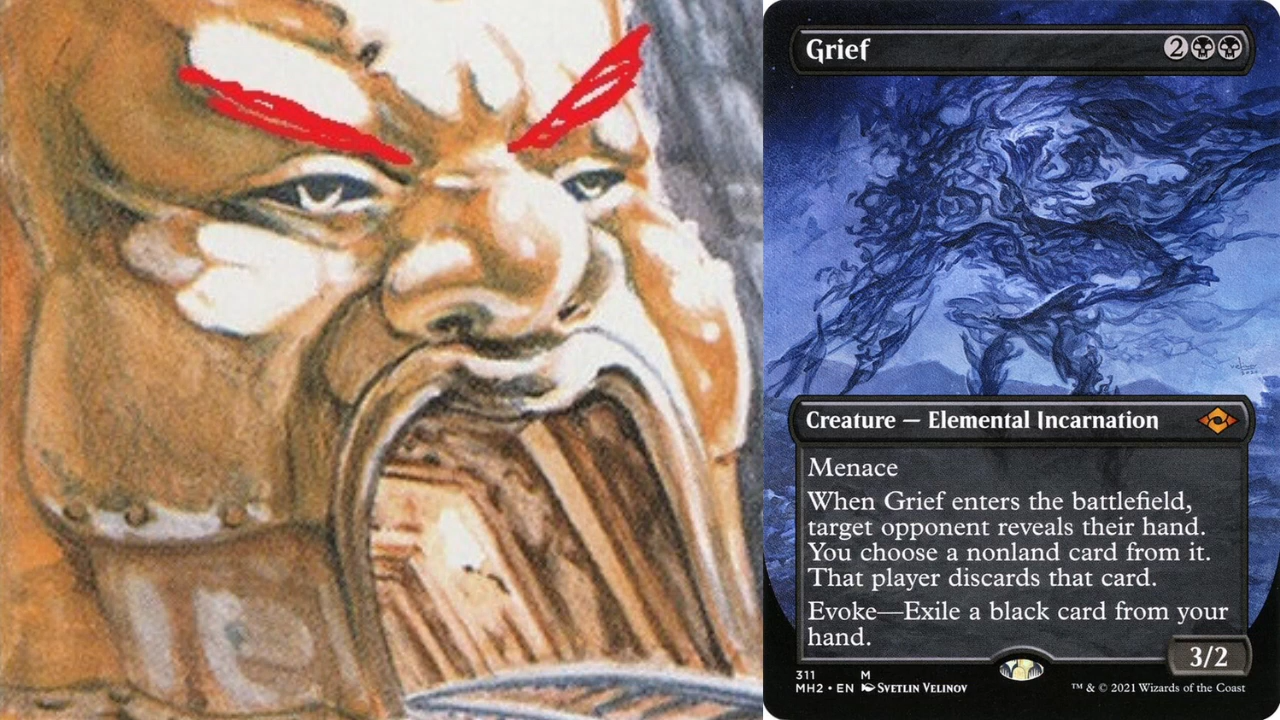 Grief 2
Creature — Elemental Incarnation
Menace
When Grief enters the battlefield,
target opponent reveals their hand.
You choose a nonland card from it.
That player discards that card.
Evoke—Exile a black card from your
hand.
3/2
311 M
MH2 • EN Svetlin Velinov
™ & © 2021 Wizards of the Coast